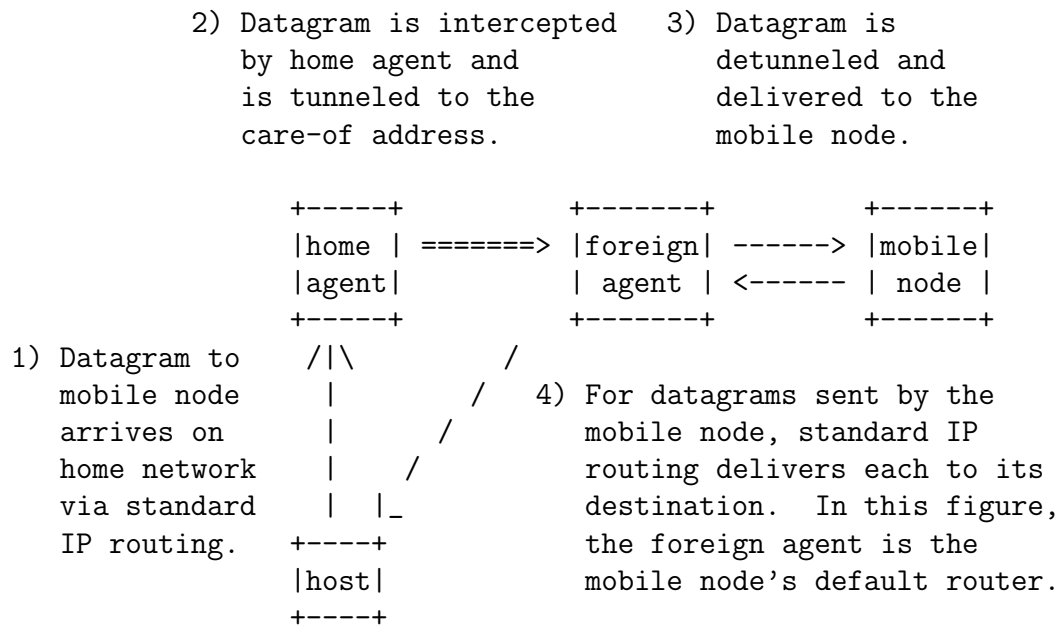 2) Datagram is intercepted   3) Datagram is
   by home agent and            detunneled and
   is tunneled to the           delivered to the
   care-of address.             mobile node.
+-----+          +-------+         +------+
|home | =======> |foreign| ------> |mobile|
|agent|          | agent | <------ | node |
+-----+          +-------+         +------+
1) Datagram to    /|\         /
   mobile node     |        /   4) For datagrams sent by the
   arrives on      |      /        mobile node, standard IP
   home network    |    /          routing delivers each to its
   via standard    |  |_           destination.  In this figure,
   IP routing.   +----+            the foreign agent is the
                 |host|            mobile node's default router.
                 +----+